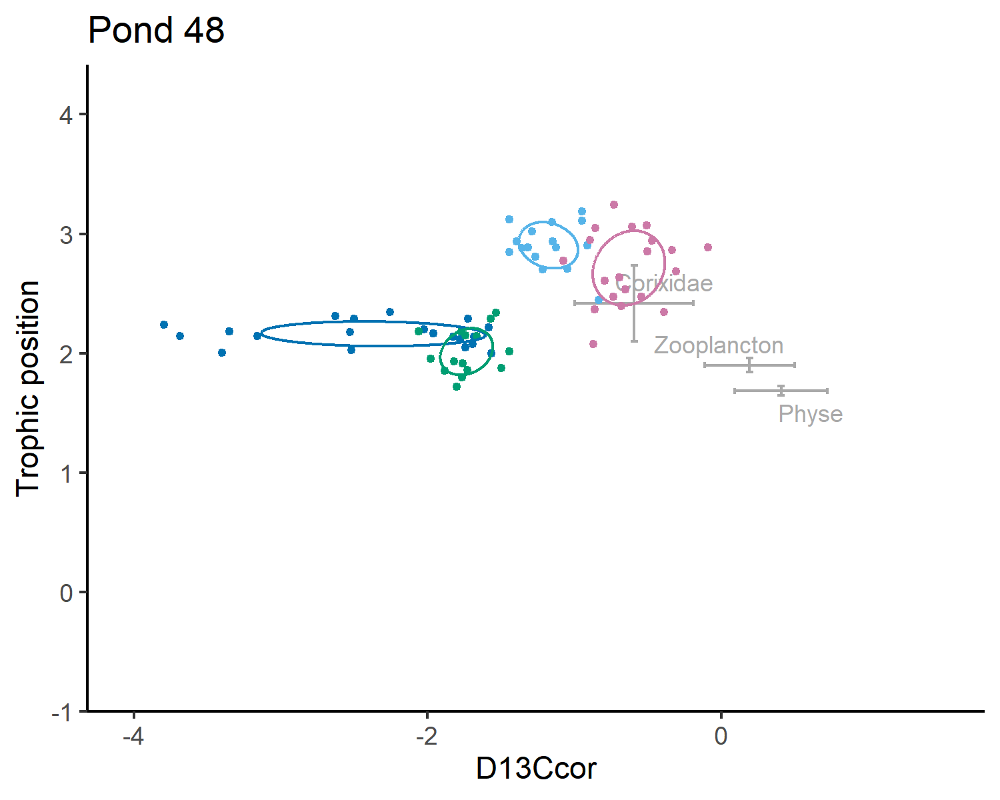 Pond 48
Trophic position
4
3
2
1
0
-1
Corixidae
Zooplancton
Physe
-4
-2
0
D13Ccor